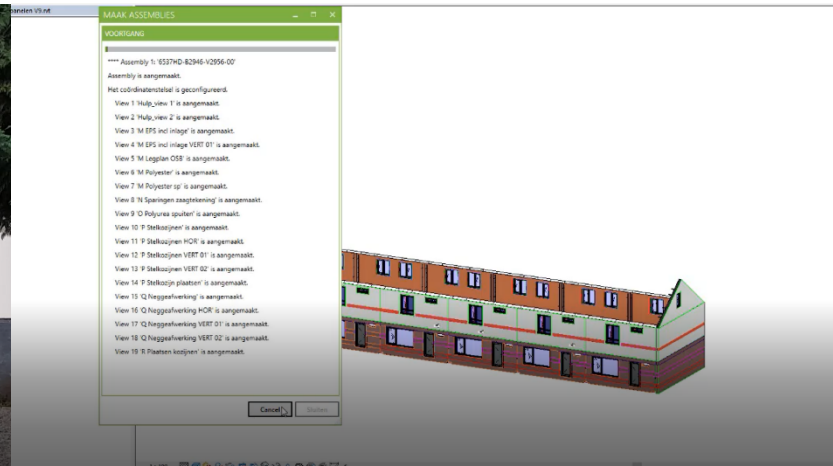 panelen V9.rvt
MAAK ASSEMBLIES
VOORTGANG
**** Assembly 1: '6537HD-B2946-V2956-00'
Assembly is aangemaakt.
Het coördinatenstelsel is geconfigureerd.
View 1 'Hulp_view 1' is aangemaakt.
View 2 'Hulp_view 2' is aangemaakt.
View 3 'M EPS incl inlage' is aangemaakt.
View 4 'M EPS incl inlage VERT 01' is aangemaakt.
View 5 'M Legplan OSB' is aangemaakt.
View 6 'M Polyester' is aangemaakt.
View 7 'M Polyester sp' is aangemaakt.
View 8 'N Sparingen zaagtekening' is aangemaakt.
View 9 'O Polyurea spuiten' is aangemaakt.
View 10 'P Stelkozijnen' is aangemaakt.
View 11 'P Stelkozijnen HOR' is aangemaakt.
View 12 'P Stelkozijnen VERT 01' is aangemaakt.
View 13 'P Stelkozijnen VERT 02' is aangemaakt.
View 14 'P Stelkozijn plaatsen' is aangemaakt.
View 15 'Q Neggeafwerking' is aangemaakt.
View 16 'Q Neggeafwerking HOR' is aangemaakt.
View 17 'Q Neggeafwerking VERT 01' is aangemaakt.
View 18 'Q Neggeafwerking VERT 02' is aangemaakt.
View 19 'R Plaatsen kozijnen' is aangemaakt.
Cancel
Sluiten